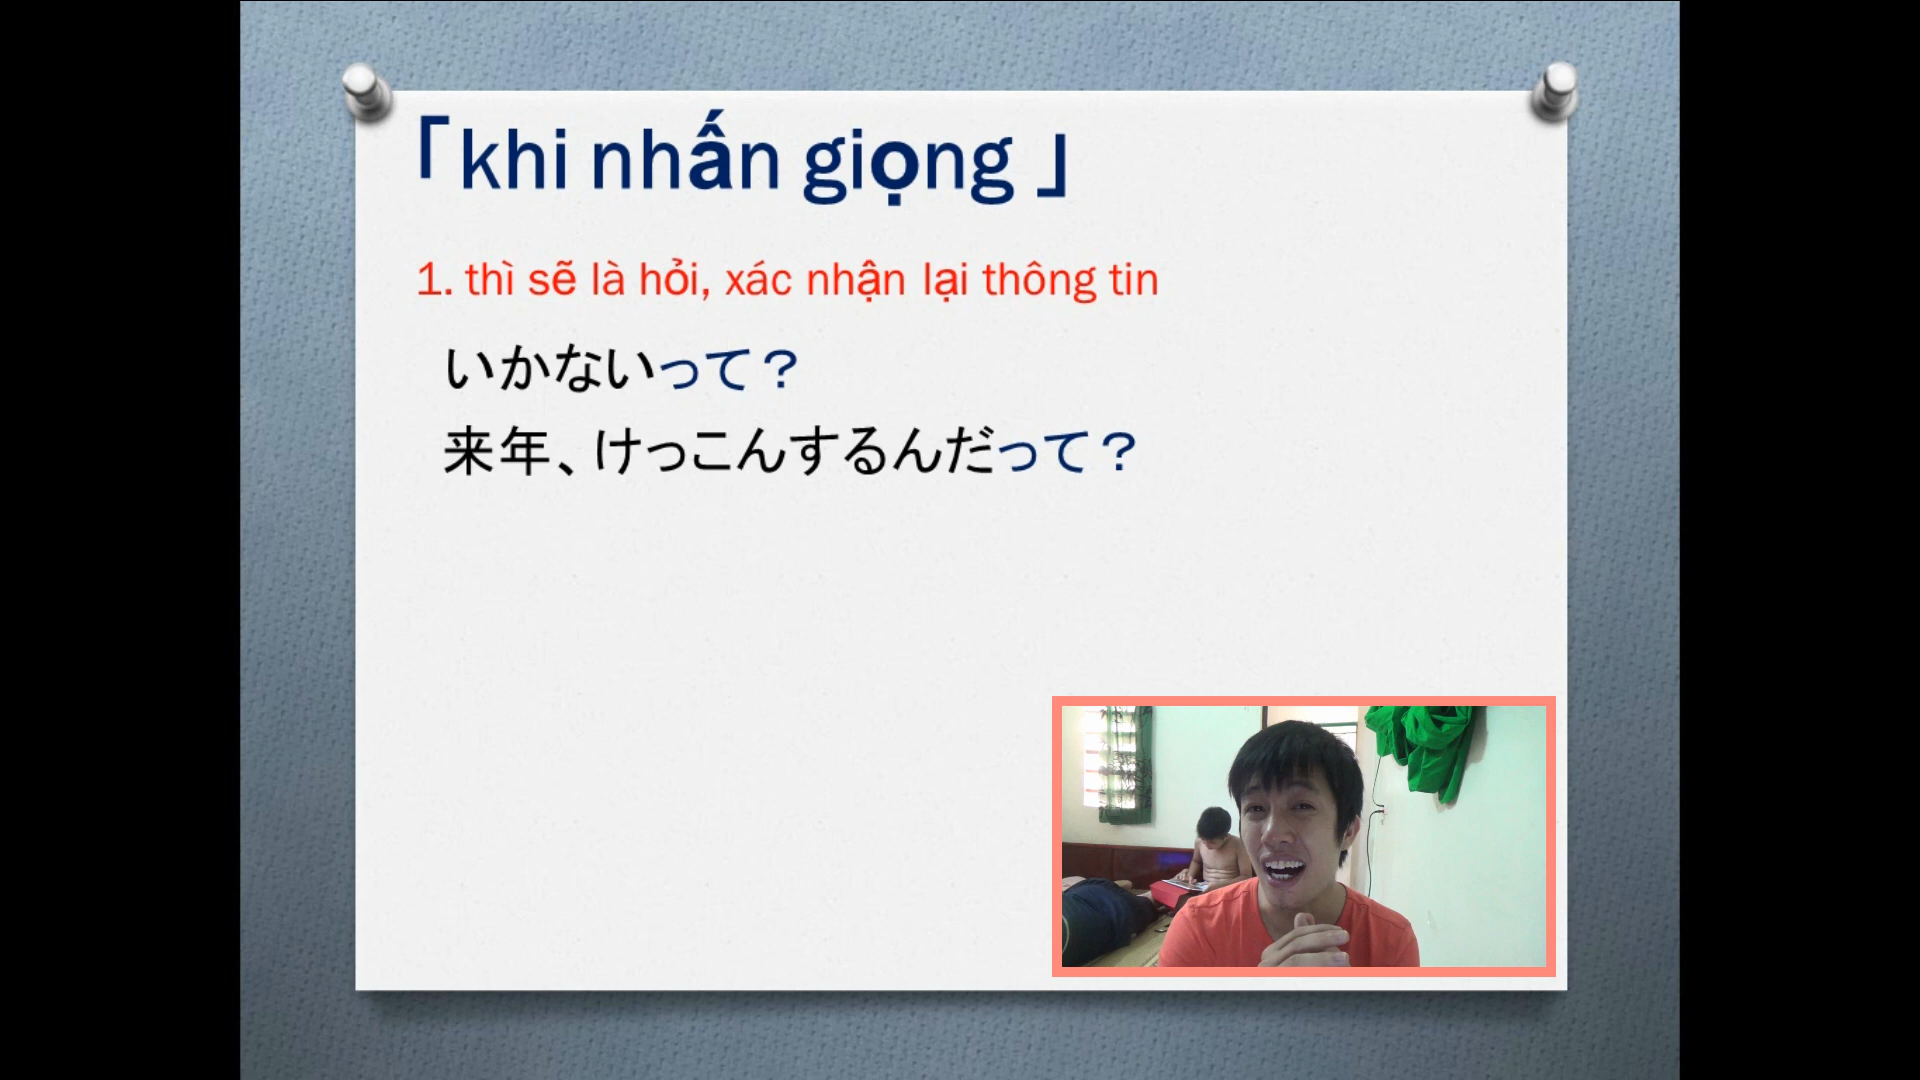 「khi nhấn giọng 」
1. thì sẽ là hỏi, xác nhận lại thông tin
いかないって？
来年、けっこんするんだって？